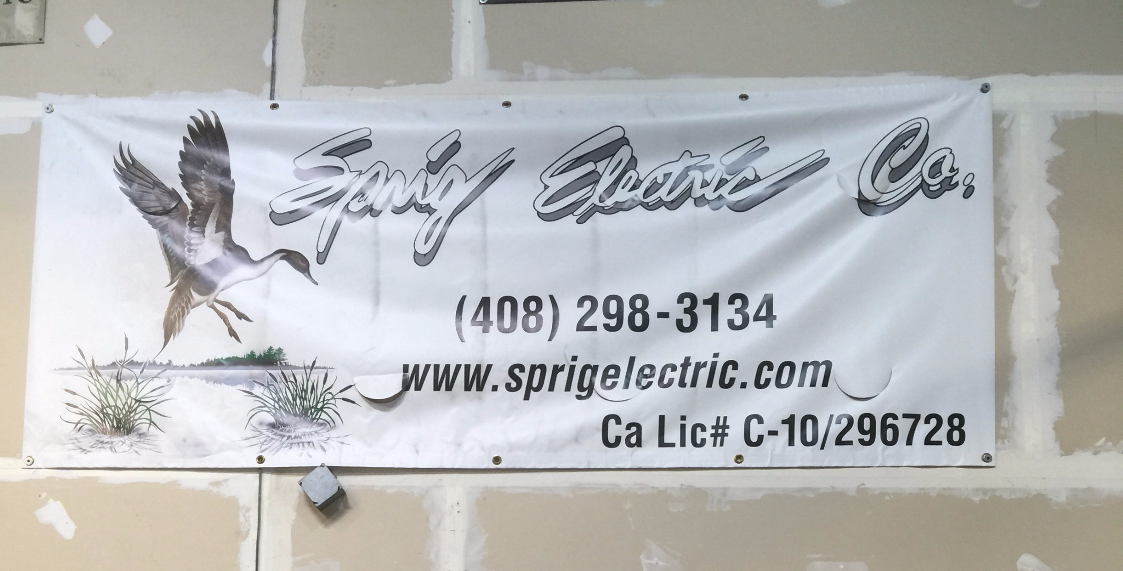 Sprig Electric Co.
(408) 298-3134
www.sprigelectric.com
Ca Lic# C-10/296728